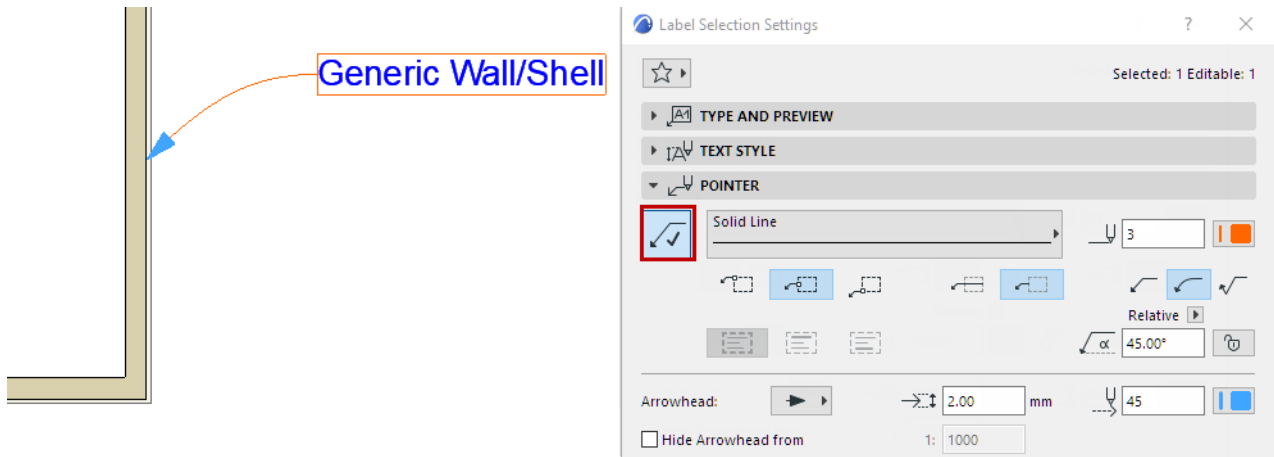 Generic Wall/Shell
Label Selection Settings ?
Selected: 1 Editable: 1
A1 TYPE AND PREVIEW
A TEXT STYLE
POINTER
Solid Line
3
Relative
α 45.00°
Arrowhead: 2.00 mm 45
Hide Arrowhead from 1: 1000